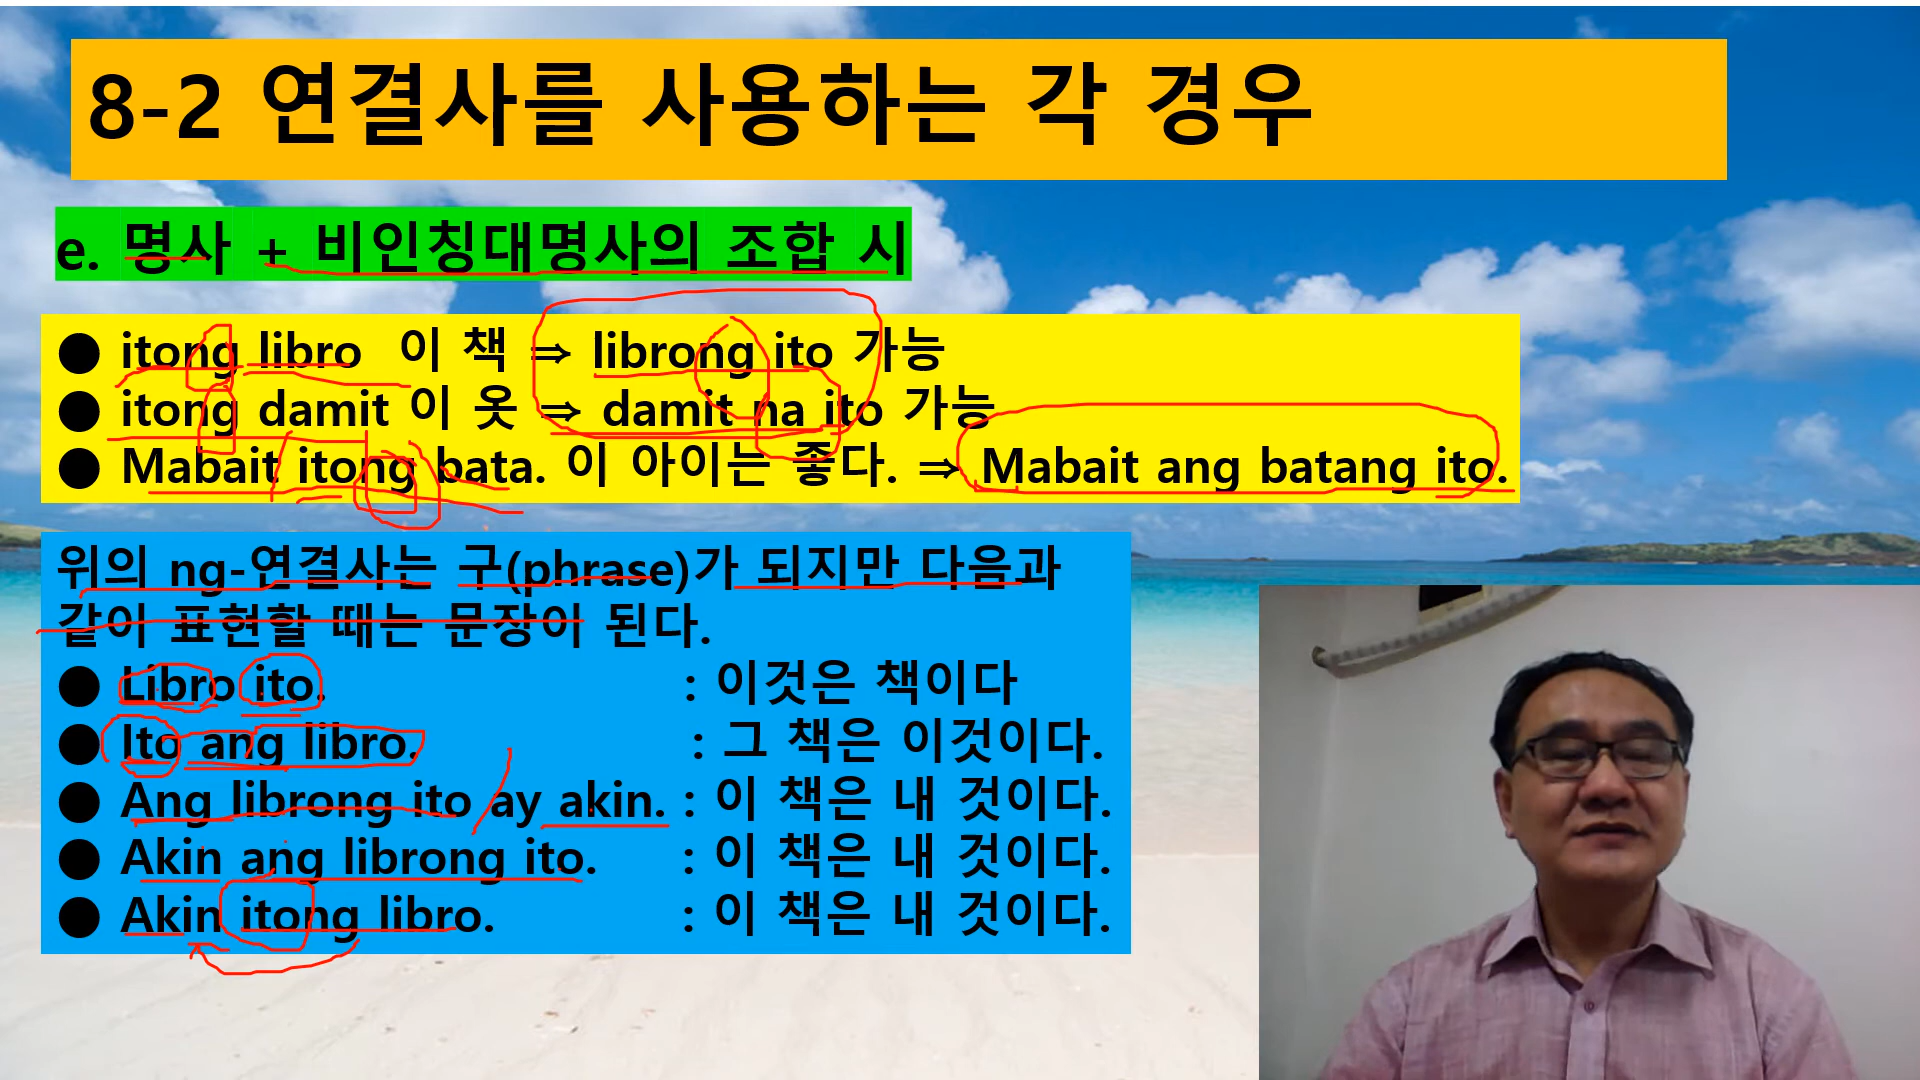 8-2 연결사를 사용하는 각 경우
e. 명사 + 비인칭대명사의 조합 시
● itong libro 이 책 ⇒ librong ito 가능
● itong damit 이 옷 ⇒ damit na ito 가능
● Mabait itong bata. 이 아이는 좋다. ⇒ Mabait ang batang ito.
위의 ng-연결사는 구(phrase)가 되지만 다음과
같이 표현할 때는 문장이 된다.
● Libro ito. : 이것은 책이다
● Ito ang libro. : 그 책은 이것이다.
● Ang librong ito ay akin. : 이 책은 내 것이다.
● Akin ang librong ito. : 이 책은 내 것이다.
● Akin itong libro. : 이 책은 내 것이다.